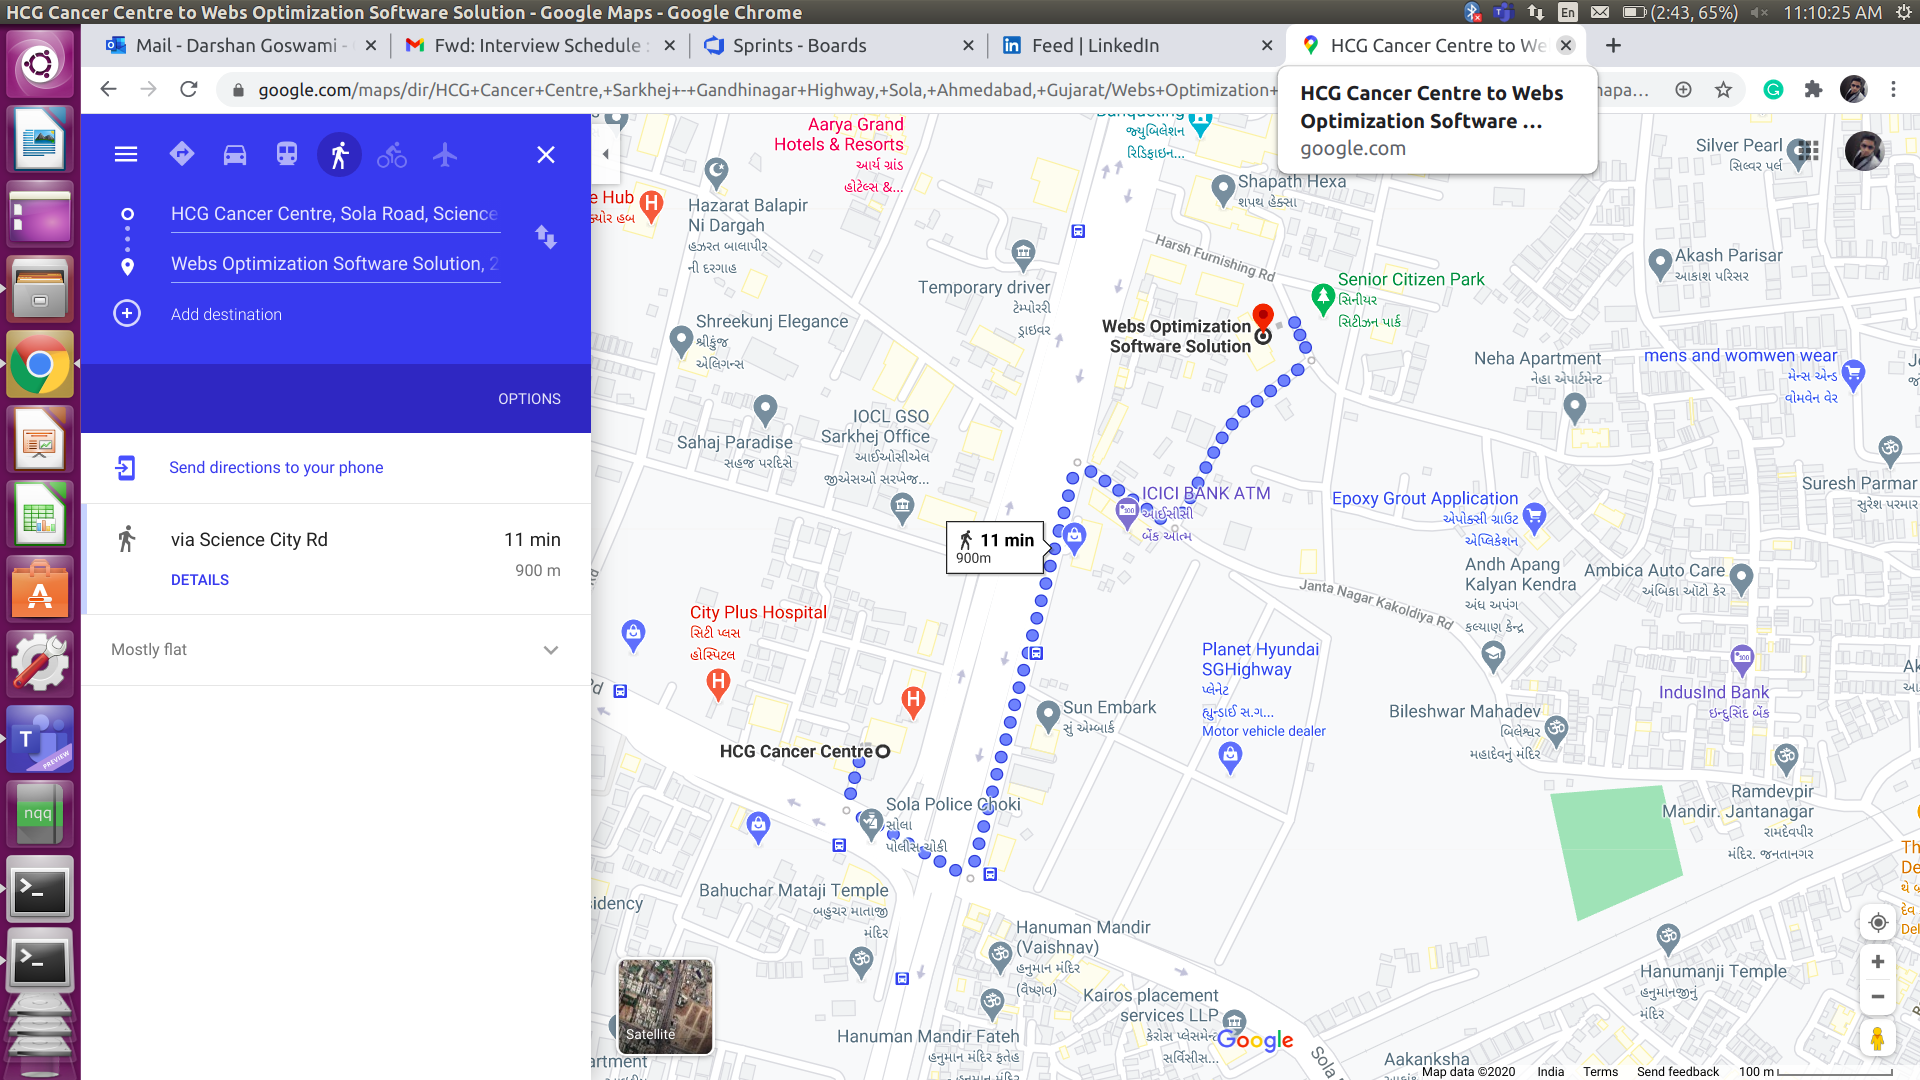 HCG Cancer Centre to Webs Optimization Software Solution - Google Maps - Google Chrome
En
(2:43, 65%)
11:10:25 AM
Mail - Darshan Goswami -
Fwd: Interview Schedule :
Sprints - Boards
Feed | LinkedIn
HCG Cancer Centre to We
google.com/maps/dir/HCG+Cancer+Centre,+Sarkhej+-+Gandhinagar+Highway,+Sola,+Ahmedabad,+Gujarat/Webs+Optimization+
apa...
HCG Cancer Centre to Webs
Optimization Software ...
google.com
HCG Cancer Centre, Sola Road, Science
Webs Optimization Software Solution, 2
Add destination
OPTIONS
Send directions to your phone
via Science City Rd
11 min
900 m
DETAILS
Mostly flat
Satellite
Aarya Grand
Hotels & Resorts
આર્ય ગ્રાંડ
હોટેલ્સ &...
જ્યુબિલેશન
રિડિફાઇન...
Silver Pearl
સિલ્વર પર્લ
Shapath Hexa
શપથ હેક્સા
e Hub
Hazarat Balapir
Ni Dargah
હઝરત બાલાપીર
ની દરગાહ
Harsh Furnishing Rd
Akash Parisar
આકાશ પરિસર
Temporary driver
ટેમ્પોરરી
ડ્રાઇવર
Senior Citizen Park
સિનીયર
સિટીઝન પાર્ક
Shreekunj Elegance
શ્રીકુંજ
એલિગન્સ
Webs Optimization
Software Solution
Neha Apartment
નેહા એપાર્ટમેન્ટ
mens and womwen wear
મેન્સ એન્ડ
વોમવેન વેર
IOCL GSO
Sarkhej Office
આઈઓસીએલ
જીએસઓ સરખેજ...
Sahaj Paradise
સહજ પરદિસે
ICICI BANK ATM
આઈસીસી
બેંક ઓત્મ
Epoxy Grout Application
એપોક્સી ગ્રાઉટ
એપ્લિકેશન
Suresh Parmar
સુરેશ પરમાર
11 min
900m
Andh Apang
Kalyan Kendra
અંધ અપંગ
કલ્યાણ કેન્દ્ર
Ambica Auto Care
અંબિકા ઑટો કેર
Janta Nagar Kakoldiya Rd
City Plus Hospital
સિટી પ્લસ
હોસ્પિટલ
Planet Hyundai
SGHighway
પ્લેનેટ
હ્યુન્ડાઈ સ.ગ...
Motor vehicle dealer
IndusInd Bank
ઇન્દુસિંદ બેંક
Sun Embark
સું એમ્બાર્ક
Bileshwar Mahadev
બિલેશ્વર
મહાદેવનું મંદિર
HCG Cancer Centre
Sola Police Choki
સોલા
પોલીસ ચોકી
Ramdevpir
Mandir. Jantanagar
રામદેવપીર
મંદિર. જનતાનગર
Bahuchar Mataji Temple
બહુચર માતાજી
મંદિર
sidency
Hanuman Mandir
(Vaishnav)
હનુમાન મંદિર
(વૈષ્ણવ)
Hanumanji Temple
હનુમાનજીનું
મંદિર
Kairos placement
services LLP
કેરોસ પ્લેસમેન્ટ
સર્વિસીસ...
Hanuman Mandir Fateh
હનુમાન મંદિર ફતેહ
artment
Google
Aakanksha
Map data ©2020
India
Terms
Send feedback
100 m
PREVIEW
nqq